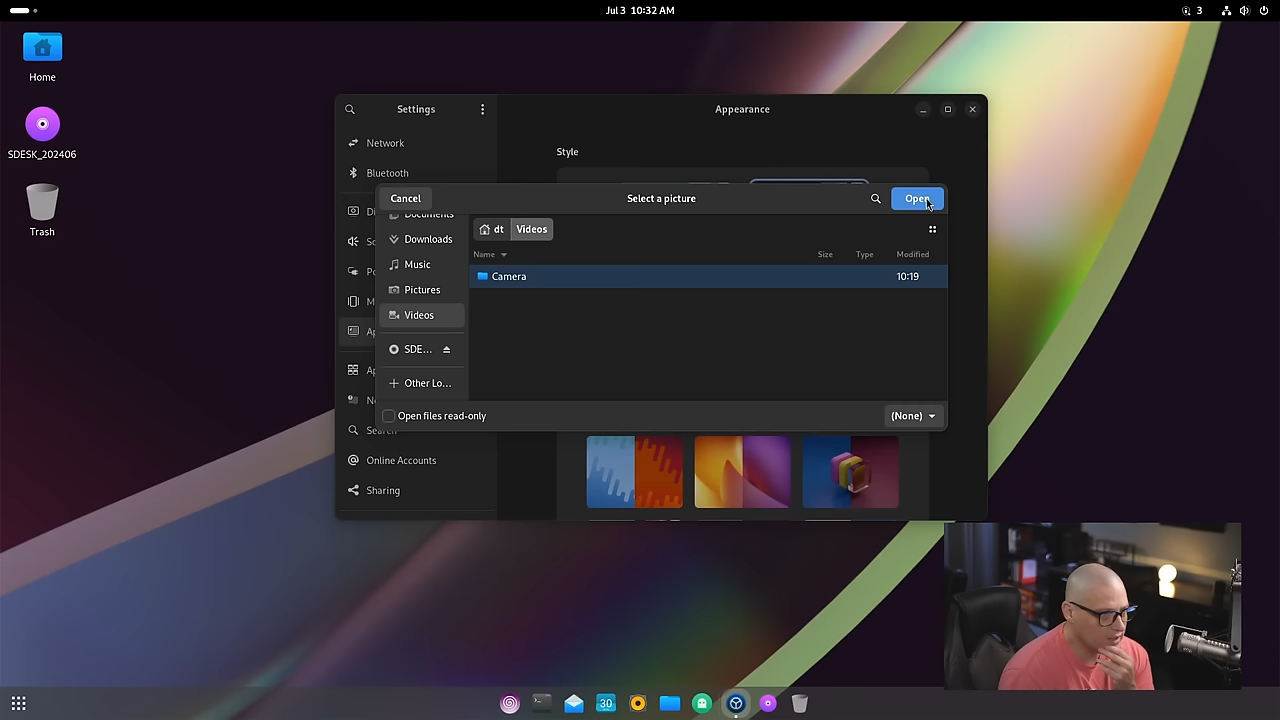 Jul 3 10:32 AM
3
Home
SDESK_202406
Trash
Settings
Appearance
Network
Bluetooth
Style
Cancel
Select a picture
Open
Documents
Downloads
Music
Pictures
Videos
SDE...
Other Lo...
dt
Videos
Name
Size
Type
Modified
Camera
10:19
Open files read-only
(None)
Search
Online Accounts
Sharing
30